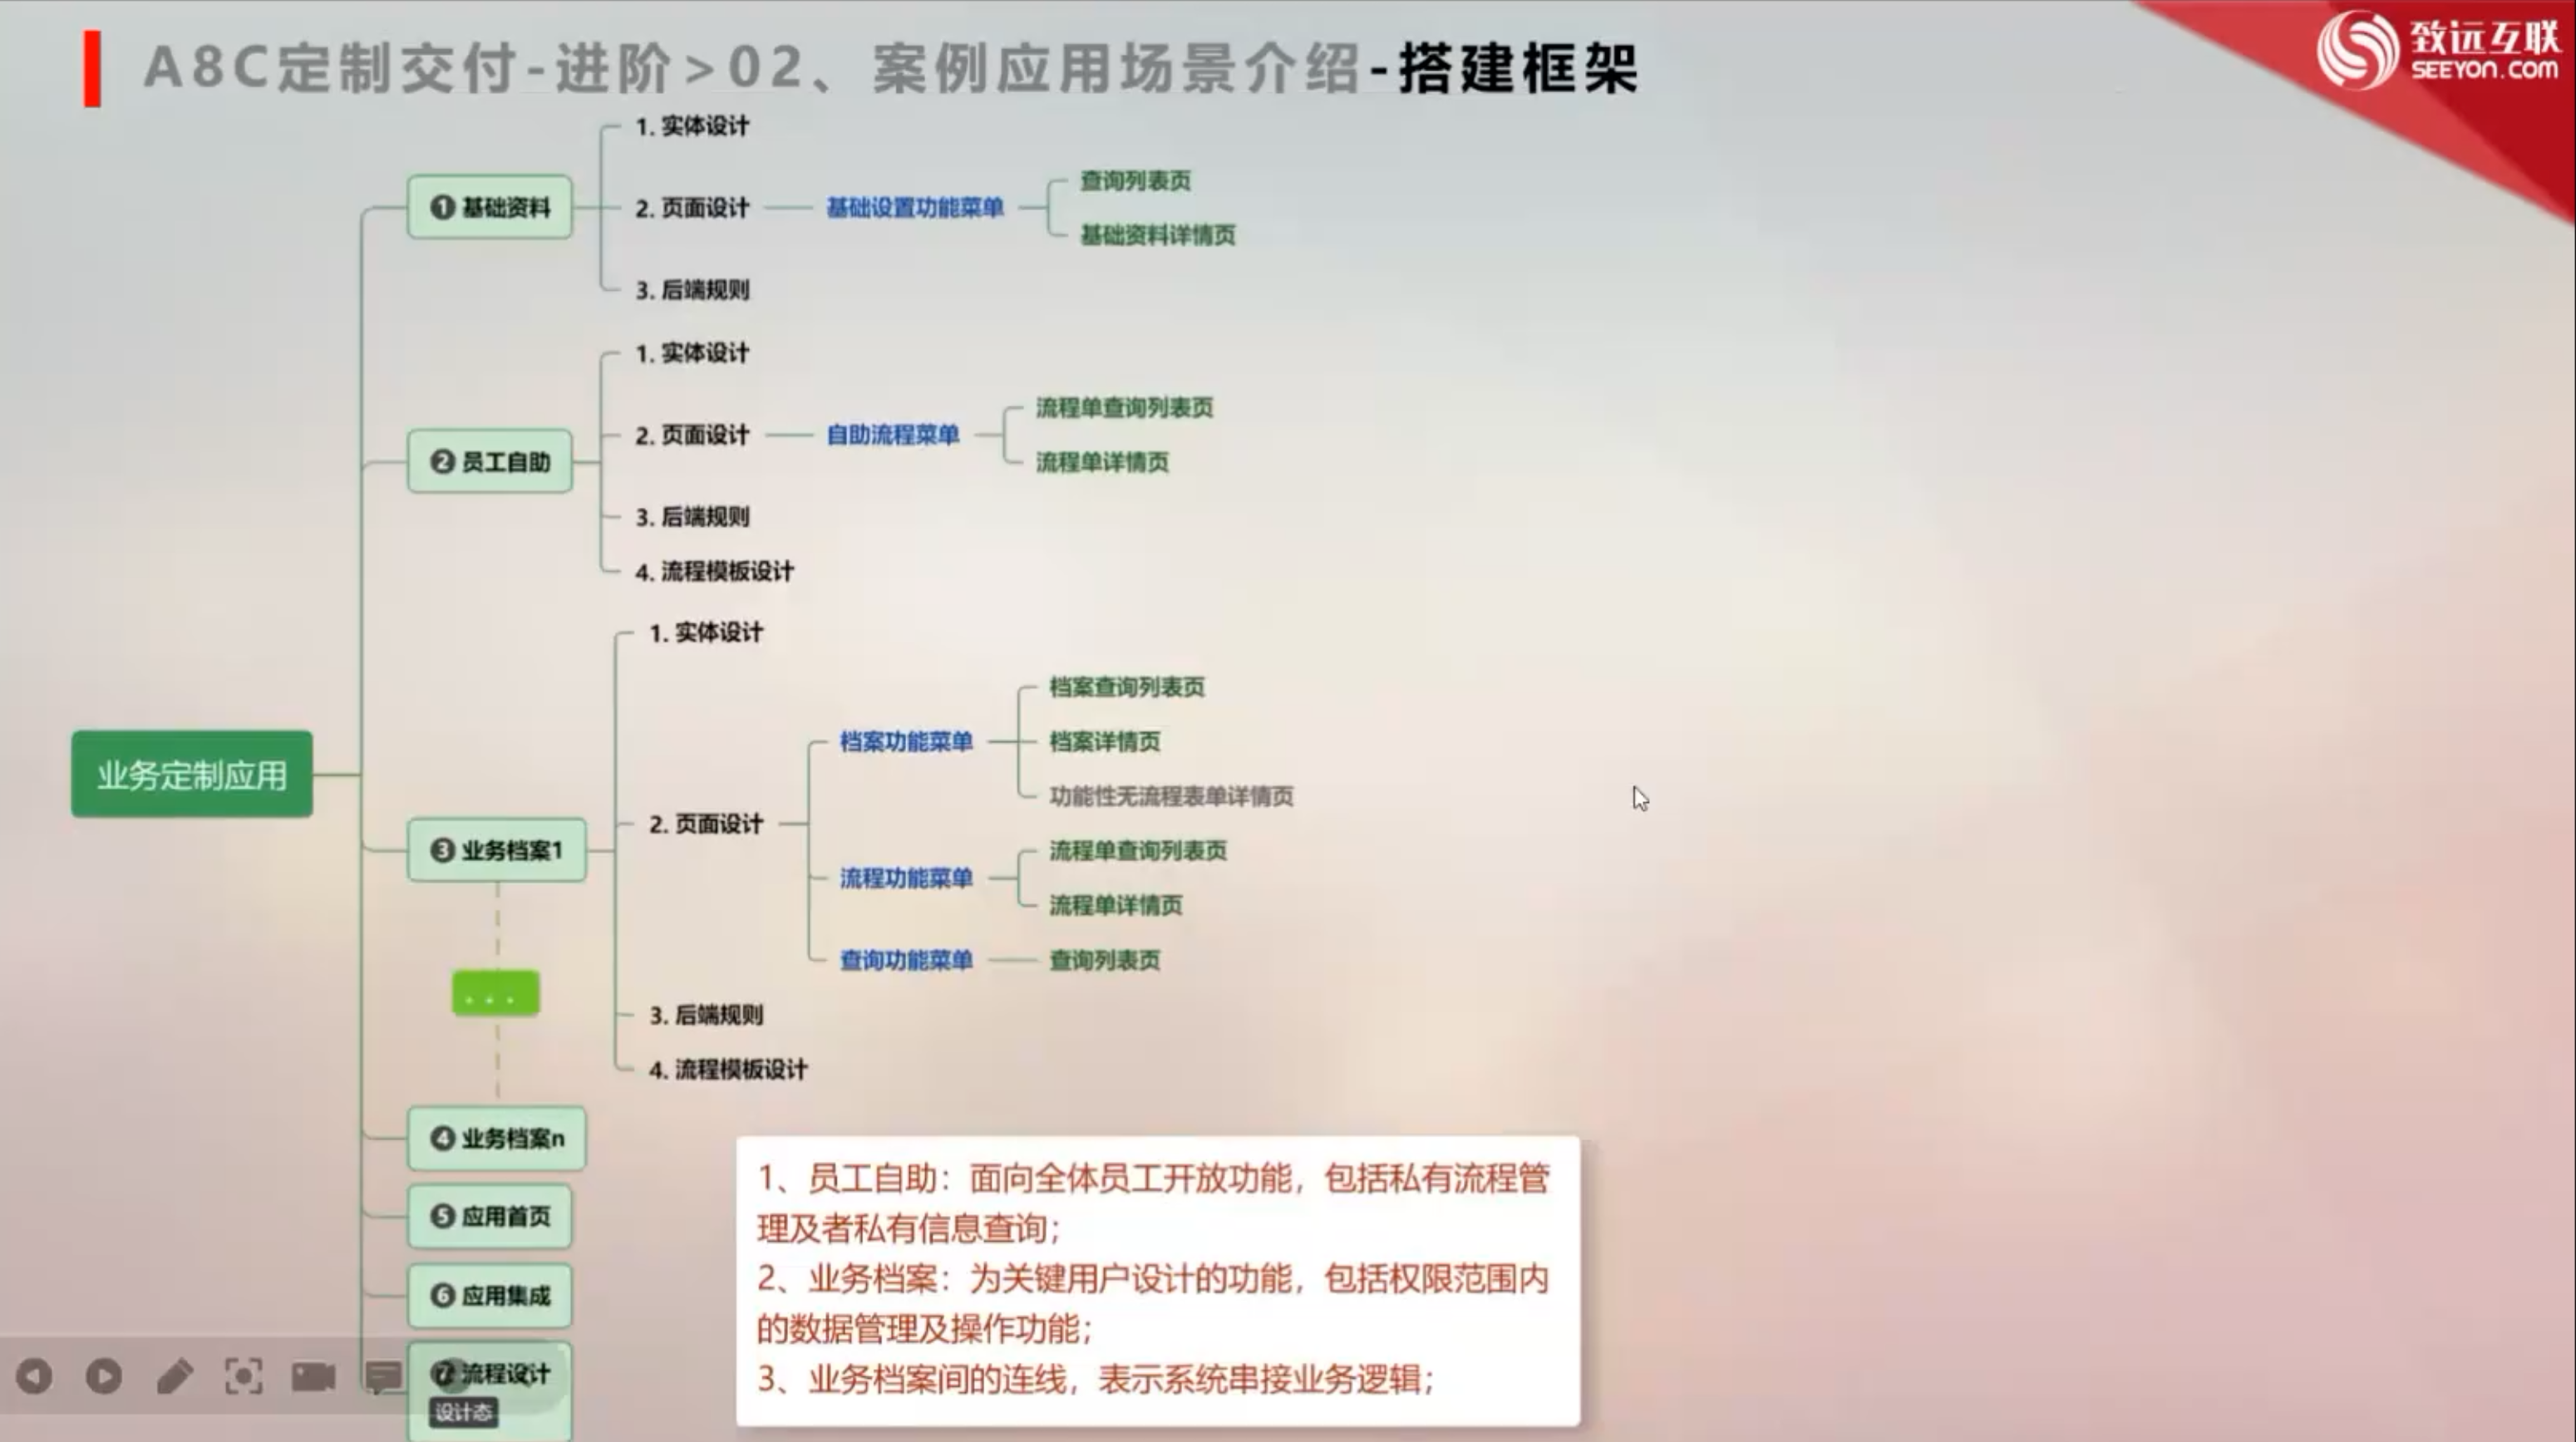 A8C定制交付-进阶>02、案例应用场景介绍-搭建框架
致远互联
SEEYON.COM
业务定制应用
❶ 基础资料
1. 实体设计
2. 页面设计
基础设置功能菜单
查询列表页
基础资料详情页
3. 后端规则
❷ 员工自助
1. 实体设计
2. 页面设计
自助流程菜单
流程单查询列表页
流程单详情页
3. 后端规则
4. 流程模板设计
❸ 业务档案1
1. 实体设计
2. 页面设计
档案功能菜单
档案查询列表页
档案详情页
功能性无流程表单详情页
流程功能菜单
流程单查询列表页
流程单详情页
查询功能菜单
查询列表页
3. 后端规则
4. 流程模板设计
...
❹ 业务档案n
❺ 应用首页
❻ 应用集成
❼ 流程设计
设计态
1、员工自助：面向全体员工开放功能，包括私有流程管
理及者私有信息查询；
2、业务档案：为关键用户设计的功能，包括权限范围内
的数据管理及操作功能；
3、业务档案间的连线，表示系统串接业务逻辑；